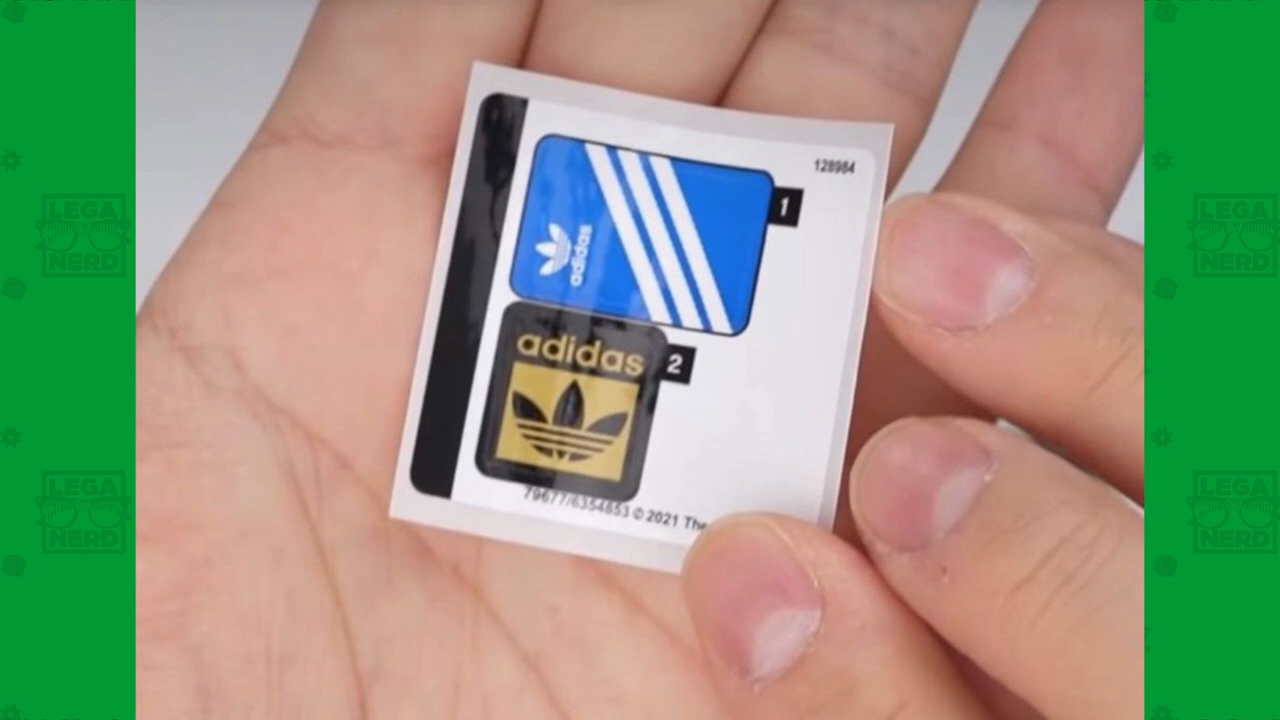 128984
1
adidas
adidas
2
79677/6354853 © 2021 The
LEGA
NERD
LEGA
NERD
LEGA
NERD
LEGA
NERD